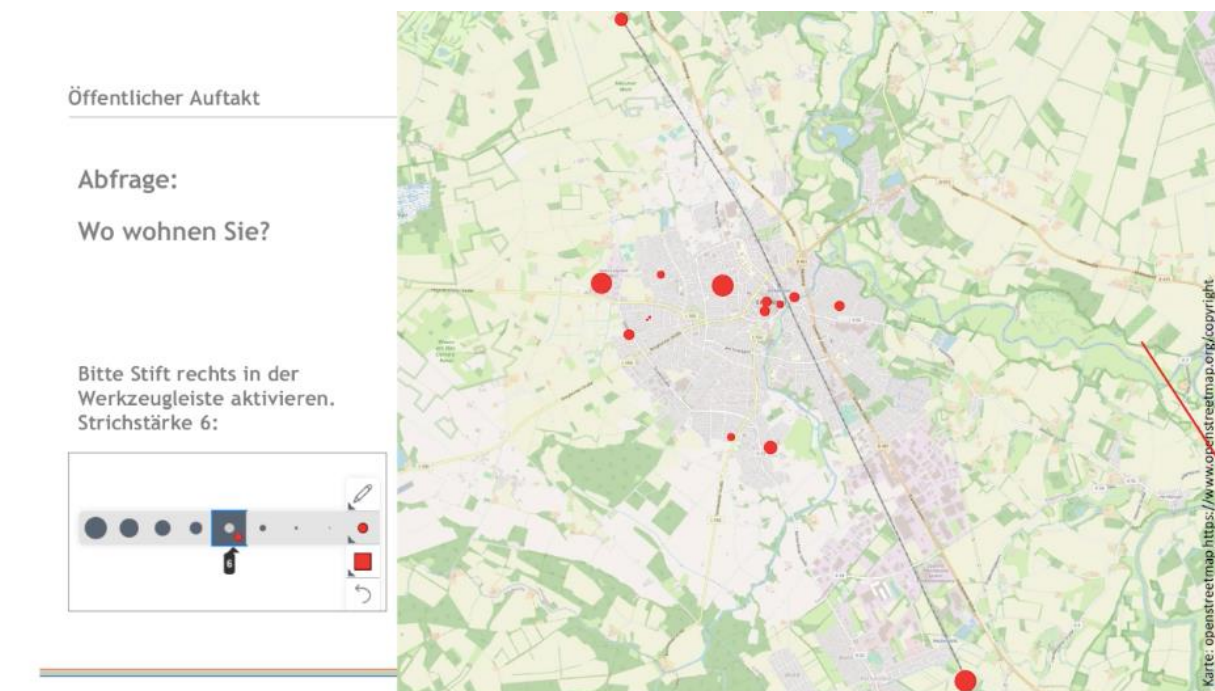 Öffentlicher Auftakt
Abfrage:
Wo wohnen Sie?
Bitte Stift rechts in der
Werkzeugleiste aktivieren.
Strichstärke 6:
6
Karte: openstreetmap https://www.openstreetmap.org/copyright